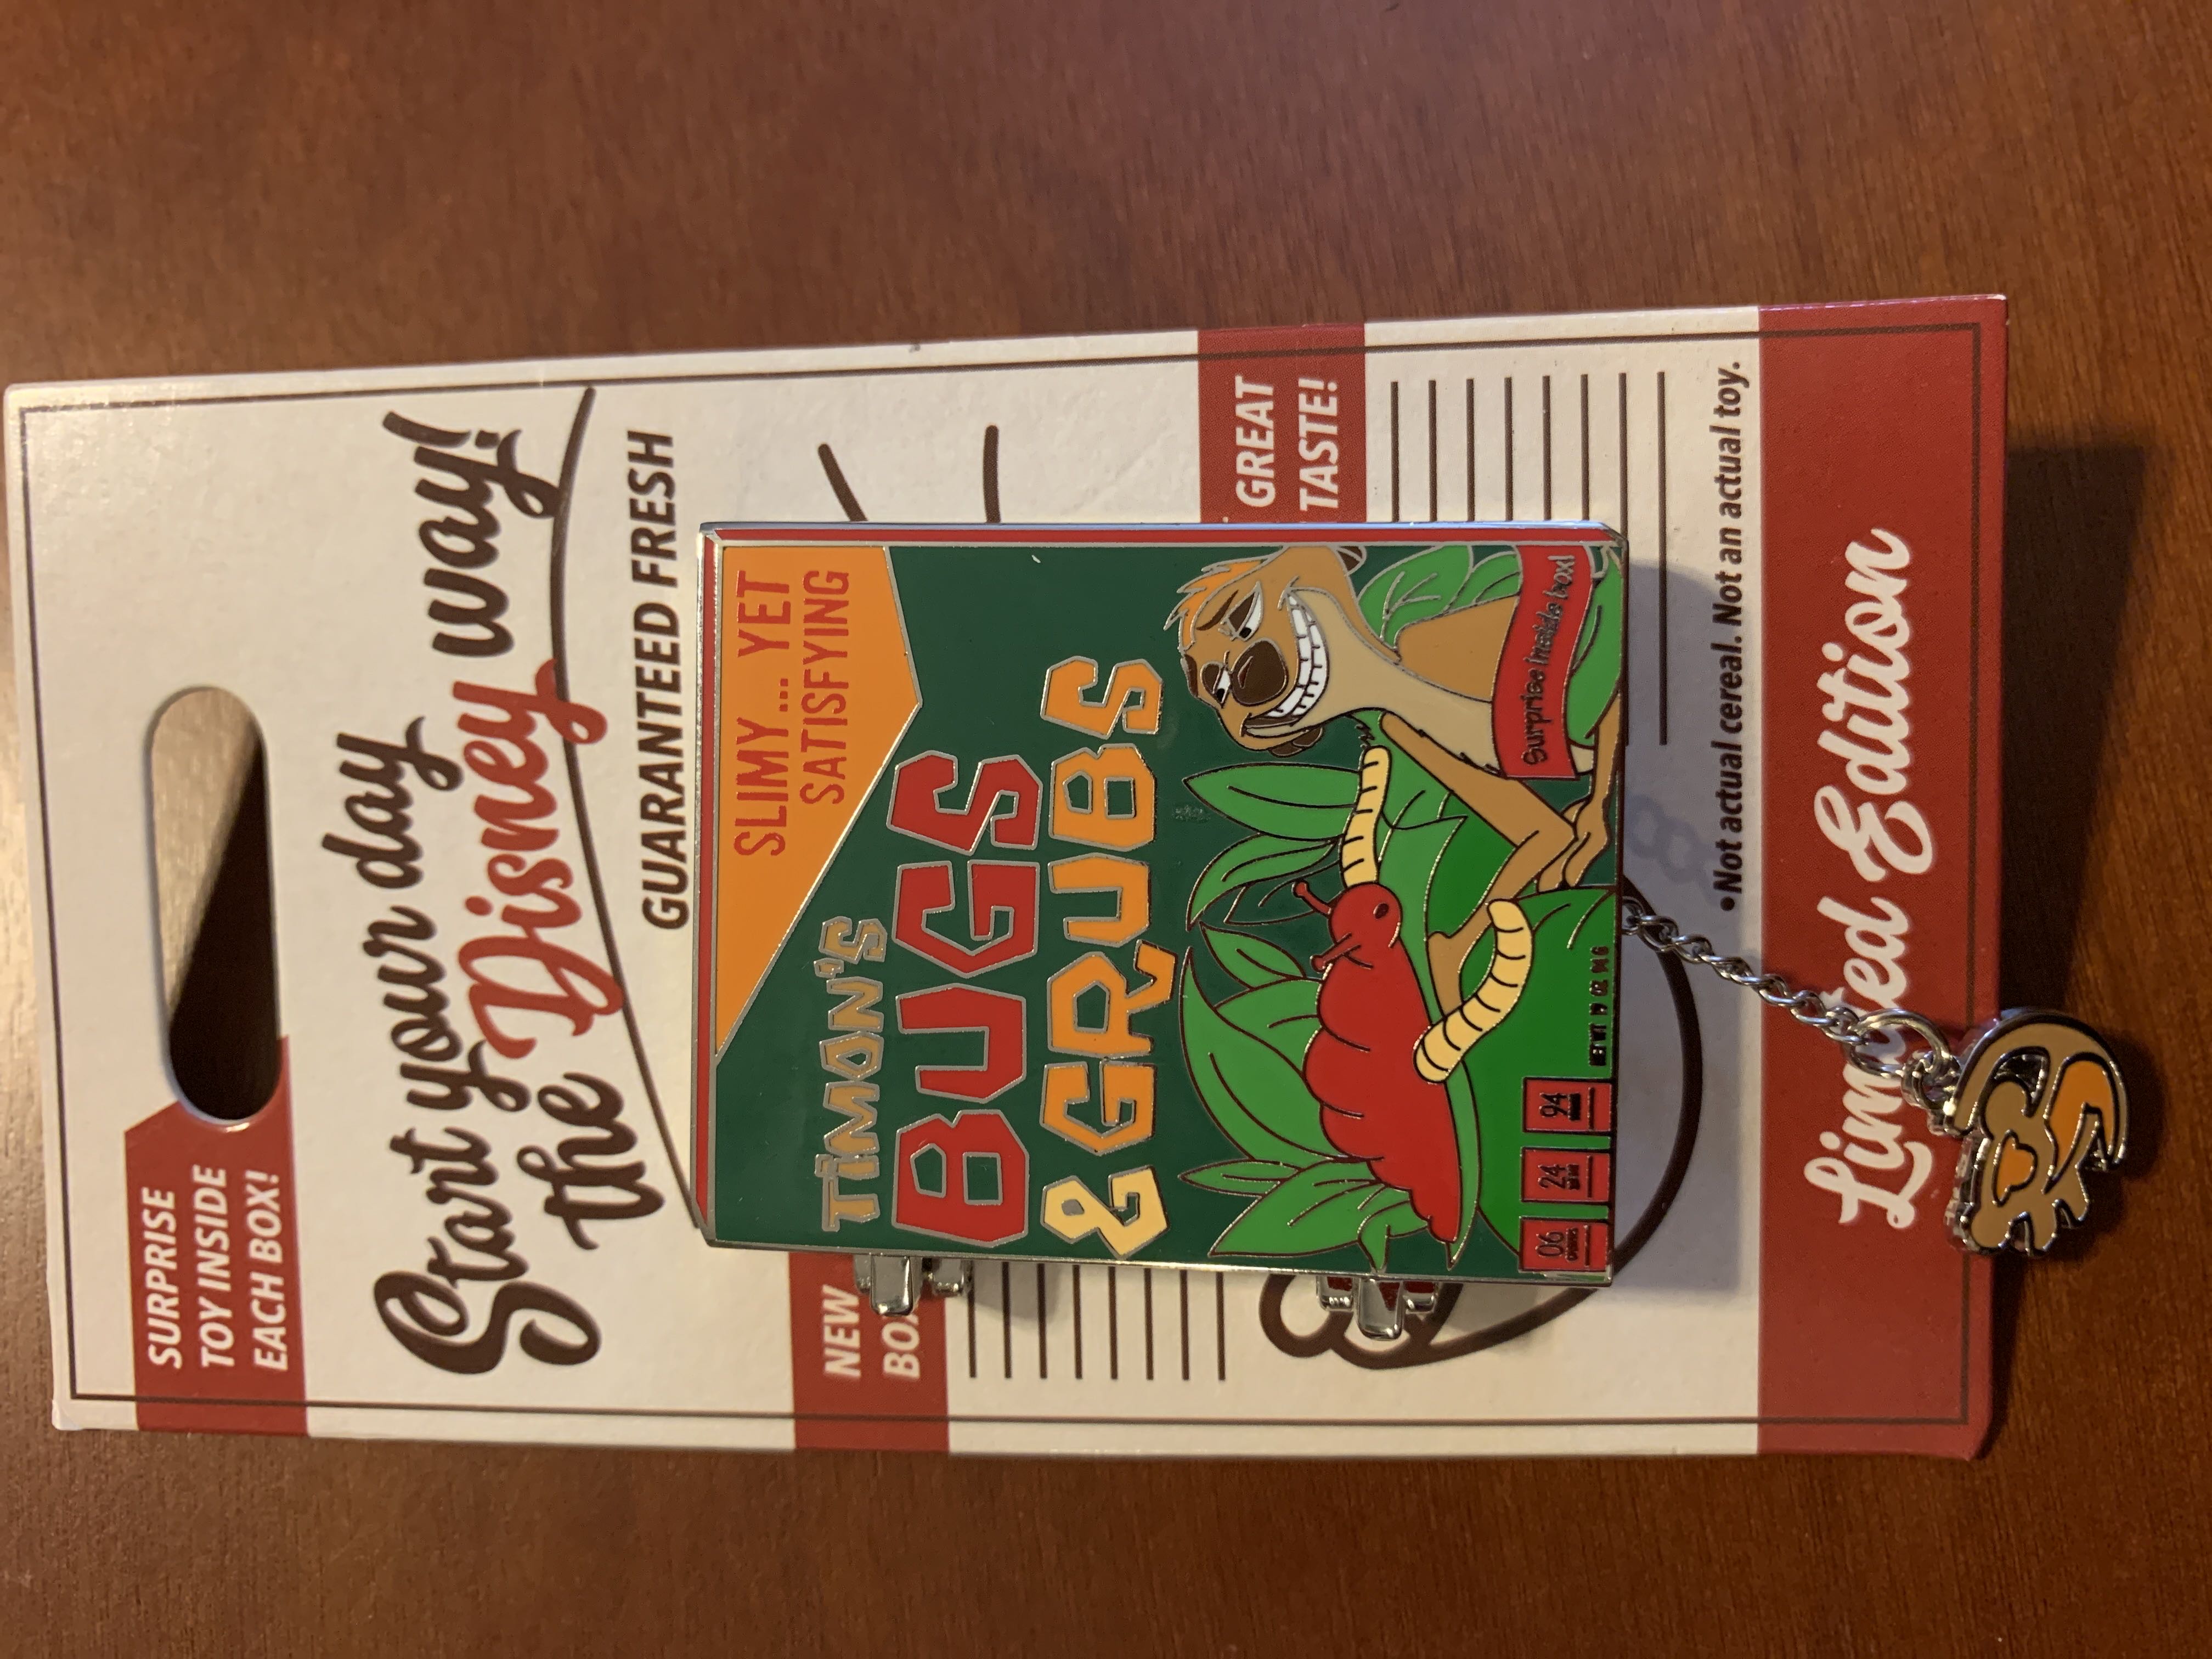 SURPRISE
TOY INSIDE
EACH BOX!
Start your day
the Disney way!
GUARANTEED FRESH
SLIMY... YET
SATISFYING
TIMON'S
BUGS
& GRUBS
NEW
GREAT
TASTE!
Surprise inside box!
06
24
94
•Not actual cereal. Not an actual toy.
Limited Edition